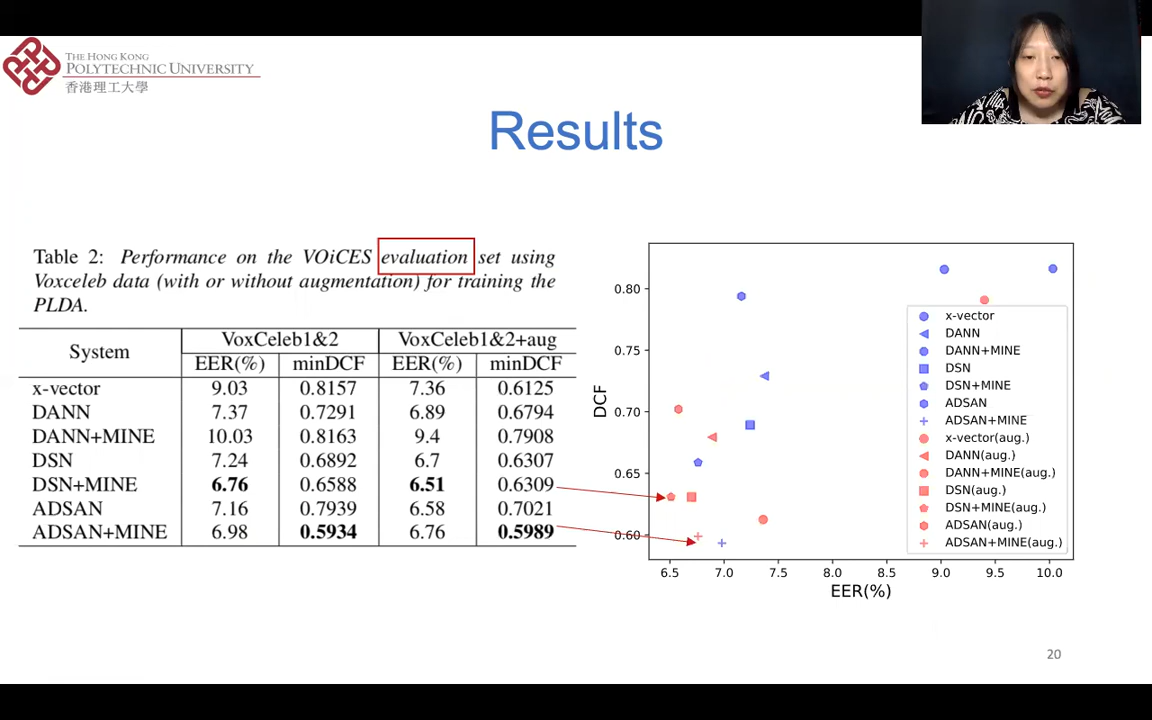 THE HONG KONG
POLYTECHNIC UNIVERSITY
香港理工大學
Results
Table 2: Performance on the VOiCES evaluation set using
Voxceleb data (with or without augmentation) for training the
PLDA.
System VoxCeleb1&2 VoxCeleb1&2+aug
EER(%) minDCF EER(%) minDCF
x-vector 9.03 0.8157 7.36 0.6125
DANN 7.37 0.7291 6.89 0.6794
DANN+MINE 10.03 0.8163 9.4 0.7908
DSN 7.24 0.6892 6.7 0.6307
DSN+MINE 6.76 0.6588 6.51 0.6309
ADSAN 7.16 0.7939 6.58 0.7021
ADSAN+MINE 6.98 0.5934 6.76 0.5989
DCF
0.80
0.75
0.70
0.65
0.60
6.5 7.0 7.5 8.0 8.5 9.0 9.5 10.0
EER(%)
x-vector
DANN
DANN+MINE
DSN
DSN+MINE
ADSAN
ADSAN+MINE
x-vector(aug.)
DANN(aug.)
DANN+MINE(aug.)
DSN(aug.)
DSN+MINE(aug.)
ADSAN(aug.)
ADSAN+MINE(aug.)
20